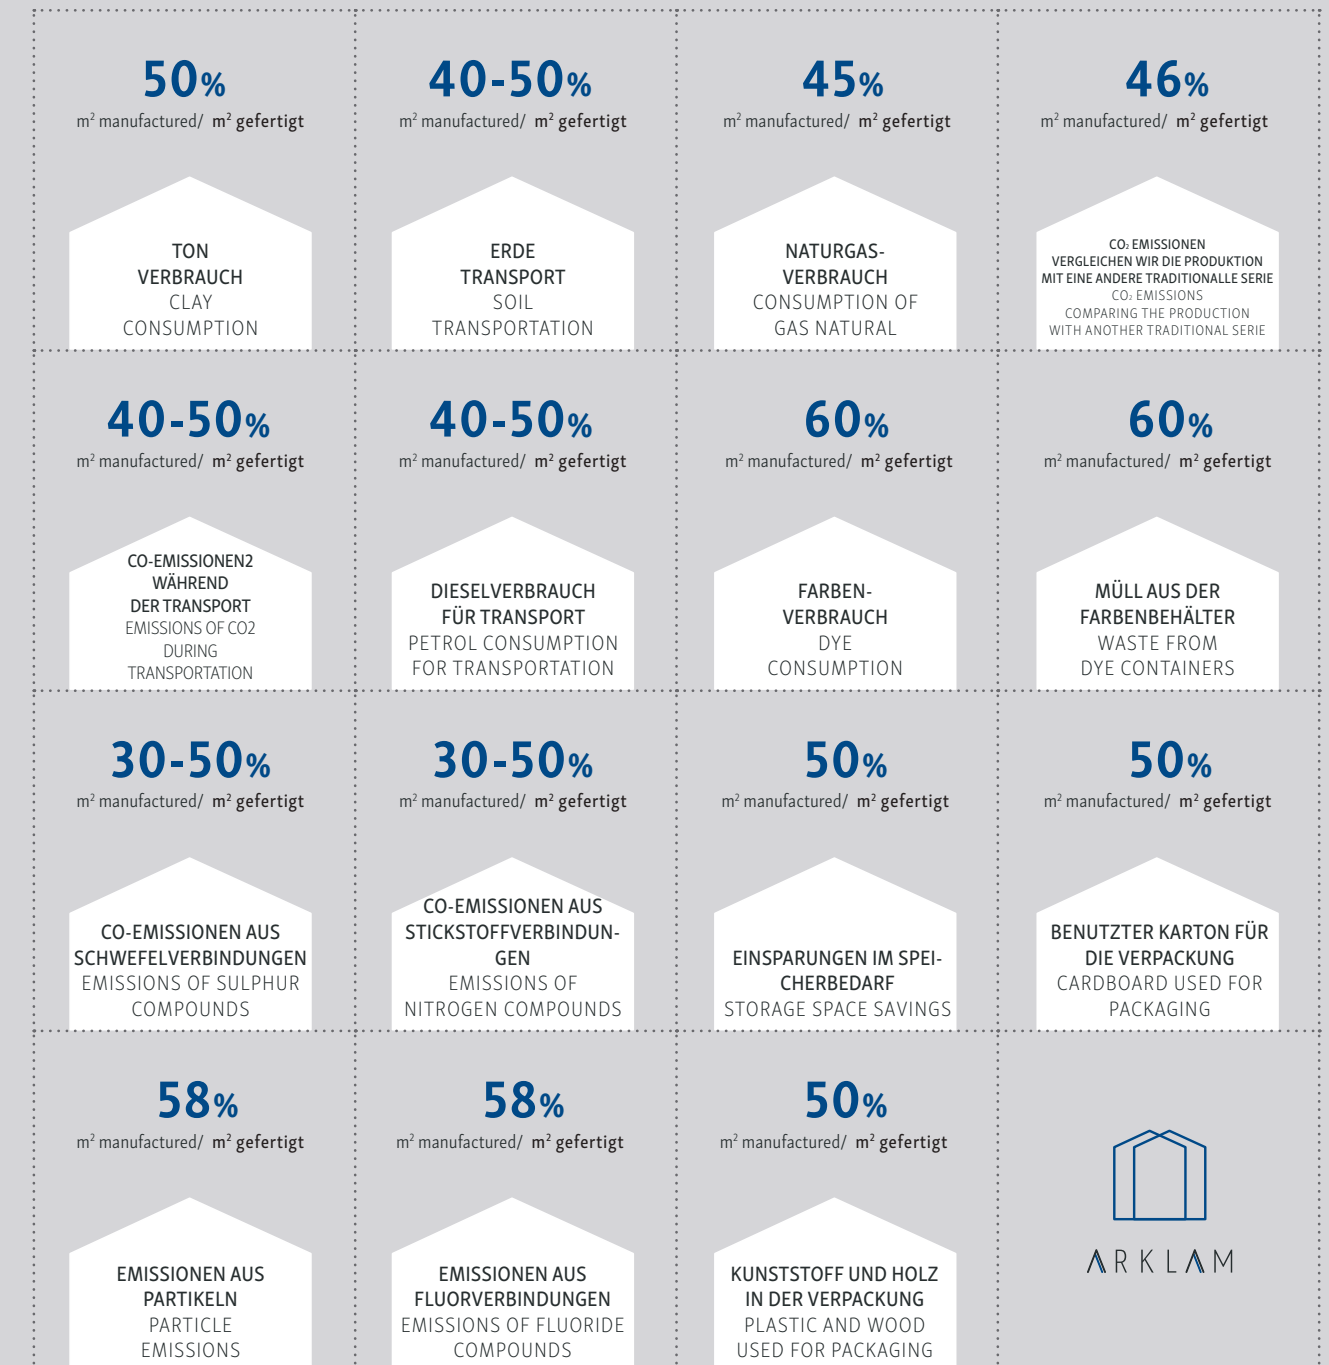 50%
m² manufactured/ m² gefertigt
TON
VERBRAUCH
CLAY
CONSUMPTION
40-50%
m² manufactured/ m² gefertigt
ERDE
TRANSPORT
SOIL
TRANSPORTATION
45%
m² manufactured/ m² gefertigt
NATURGAS-
VERBRAUCH
CONSUMPTION OF
GAS NATURAL
46%
m² manufactured/ m² gefertigt
CO₂ EMISSIONEN
VERGLEICHEN WIR DIE PRODUKTION
MIT EINE ANDERE TRADITIONALLE SERIE
CO₂ EMISSIONS
COMPARING THE PRODUCTION
WITH ANOTHER TRADITIONAL SERIE
40-50%
m² manufactured/ m² gefertigt
CO-EMISSIONEN2
WÄHREND
DER TRANSPORT
EMISSIONS OF CO2
DURING
TRANSPORTATION
40-50%
m² manufactured/ m² gefertigt
DIESELVERBRAUCH
FÜR TRANSPORT
PETROL CONSUMPTION
FOR TRANSPORTATION
60%
m² manufactured/ m² gefertigt
FARBEN-
VERBRAUCH
DYE
CONSUMPTION
60%
m² manufactured/ m² gefertigt
MÜLL AUS DER
FARBENBEHÄLTER
WASTE FROM
DYE CONTAINERS
30-50%
m² manufactured/ m² gefertigt
CO-EMISSIONEN AUS
SCHWEFELVERBINDUNGEN
EMISSIONS OF SULPHUR
COMPOUNDS
30-50%
m² manufactured/ m² gefertigt
CO-EMISSIONEN AUS
STICKSTOFFVERBINDUN-
GEN
EMISSIONS OF
NITROGEN COMPOUNDS
50%
m² manufactured/ m² gefertigt
EINSPARUNGEN IM SPEI-
CHERBEDARF
STORAGE SPACE SAVINGS
50%
m² manufactured/ m² gefertigt
BENUTZTER KARTON FÜR
DIE VERPACKUNG
CARDBOARD USED FOR
PACKAGING
58%
m² manufactured/ m² gefertigt
EMISSIONEN AUS
PARTIKELN
PARTICLE
EMISSIONS
58%
m² manufactured/ m² gefertigt
EMISSIONEN AUS
FLUORVERBINDUNGEN
EMISSIONS OF FLUORIDE
COMPOUNDS
50%
m² manufactured/ m² gefertigt
KUNSTSTOFF UND HOLZ
IN DER VERPACKUNG
PLASTIC AND WOOD
USED FOR PACKAGING
ARKLAM